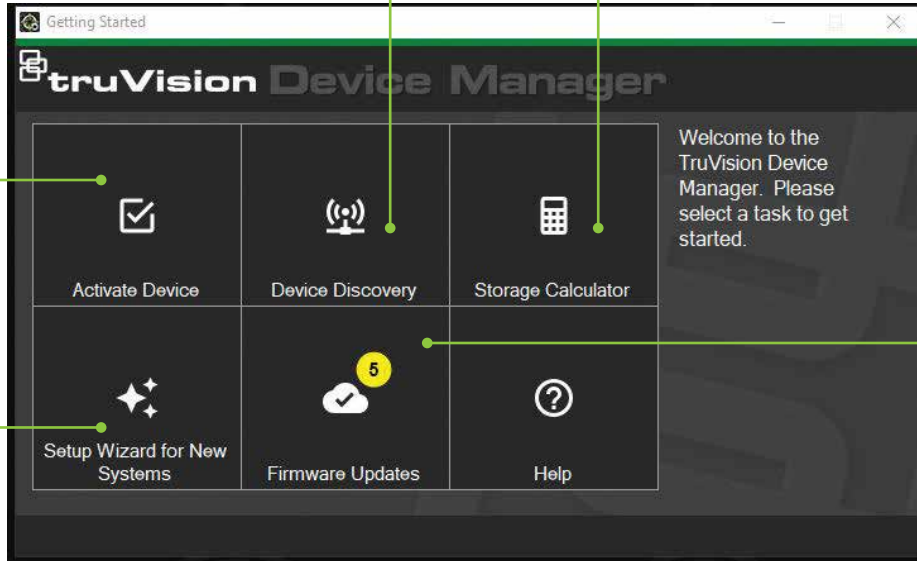 Getting Started
truVision Device Manager
Activate Device
Device Discovery
Storage Calculator
Welcome to the
TruVision Device
Manager. Please
select a task to get
started.
5
Setup Wizard for New
Systems
Firmware Updates
Help